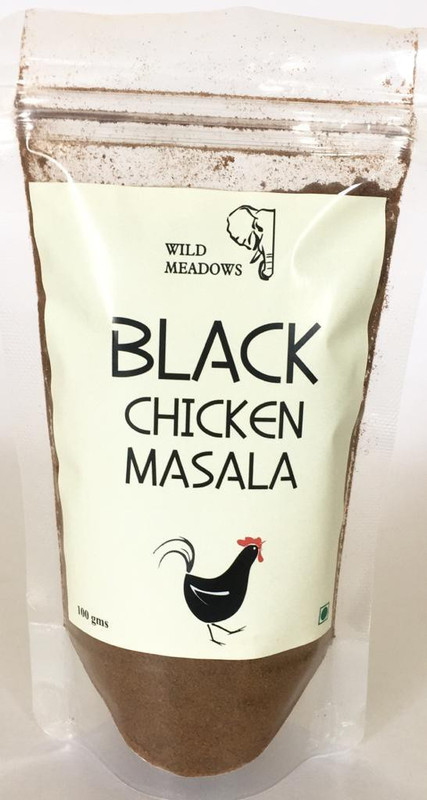 WILD
MEADOWS
BLACK
CHICKEN
MASALA
100 gms